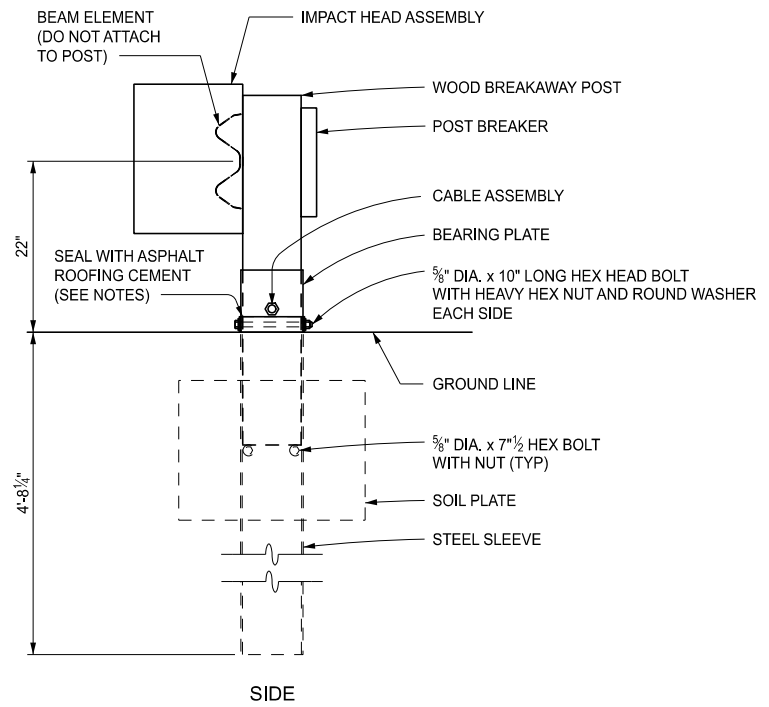 BEAM ELEMENT
(DO NOT ATTACH
TO POST)
IMPACT HEAD ASSEMBLY
WOOD BREAKAWAY POST
POST BREAKER
CABLE ASSEMBLY
BEARING PLATE
22"
SEAL WITH ASPHALT
ROOFING CEMENT
(SEE NOTES)
⅝" DIA. x 10" LONG HEX HEAD BOLT
WITH HEAVY HEX NUT AND ROUND WASHER
EACH SIDE
GROUND LINE
⅝" DIA. x 7"½ HEX BOLT
WITH NUT (TYP)
4'-8¼"
SOIL PLATE
STEEL SLEEVE
SIDE